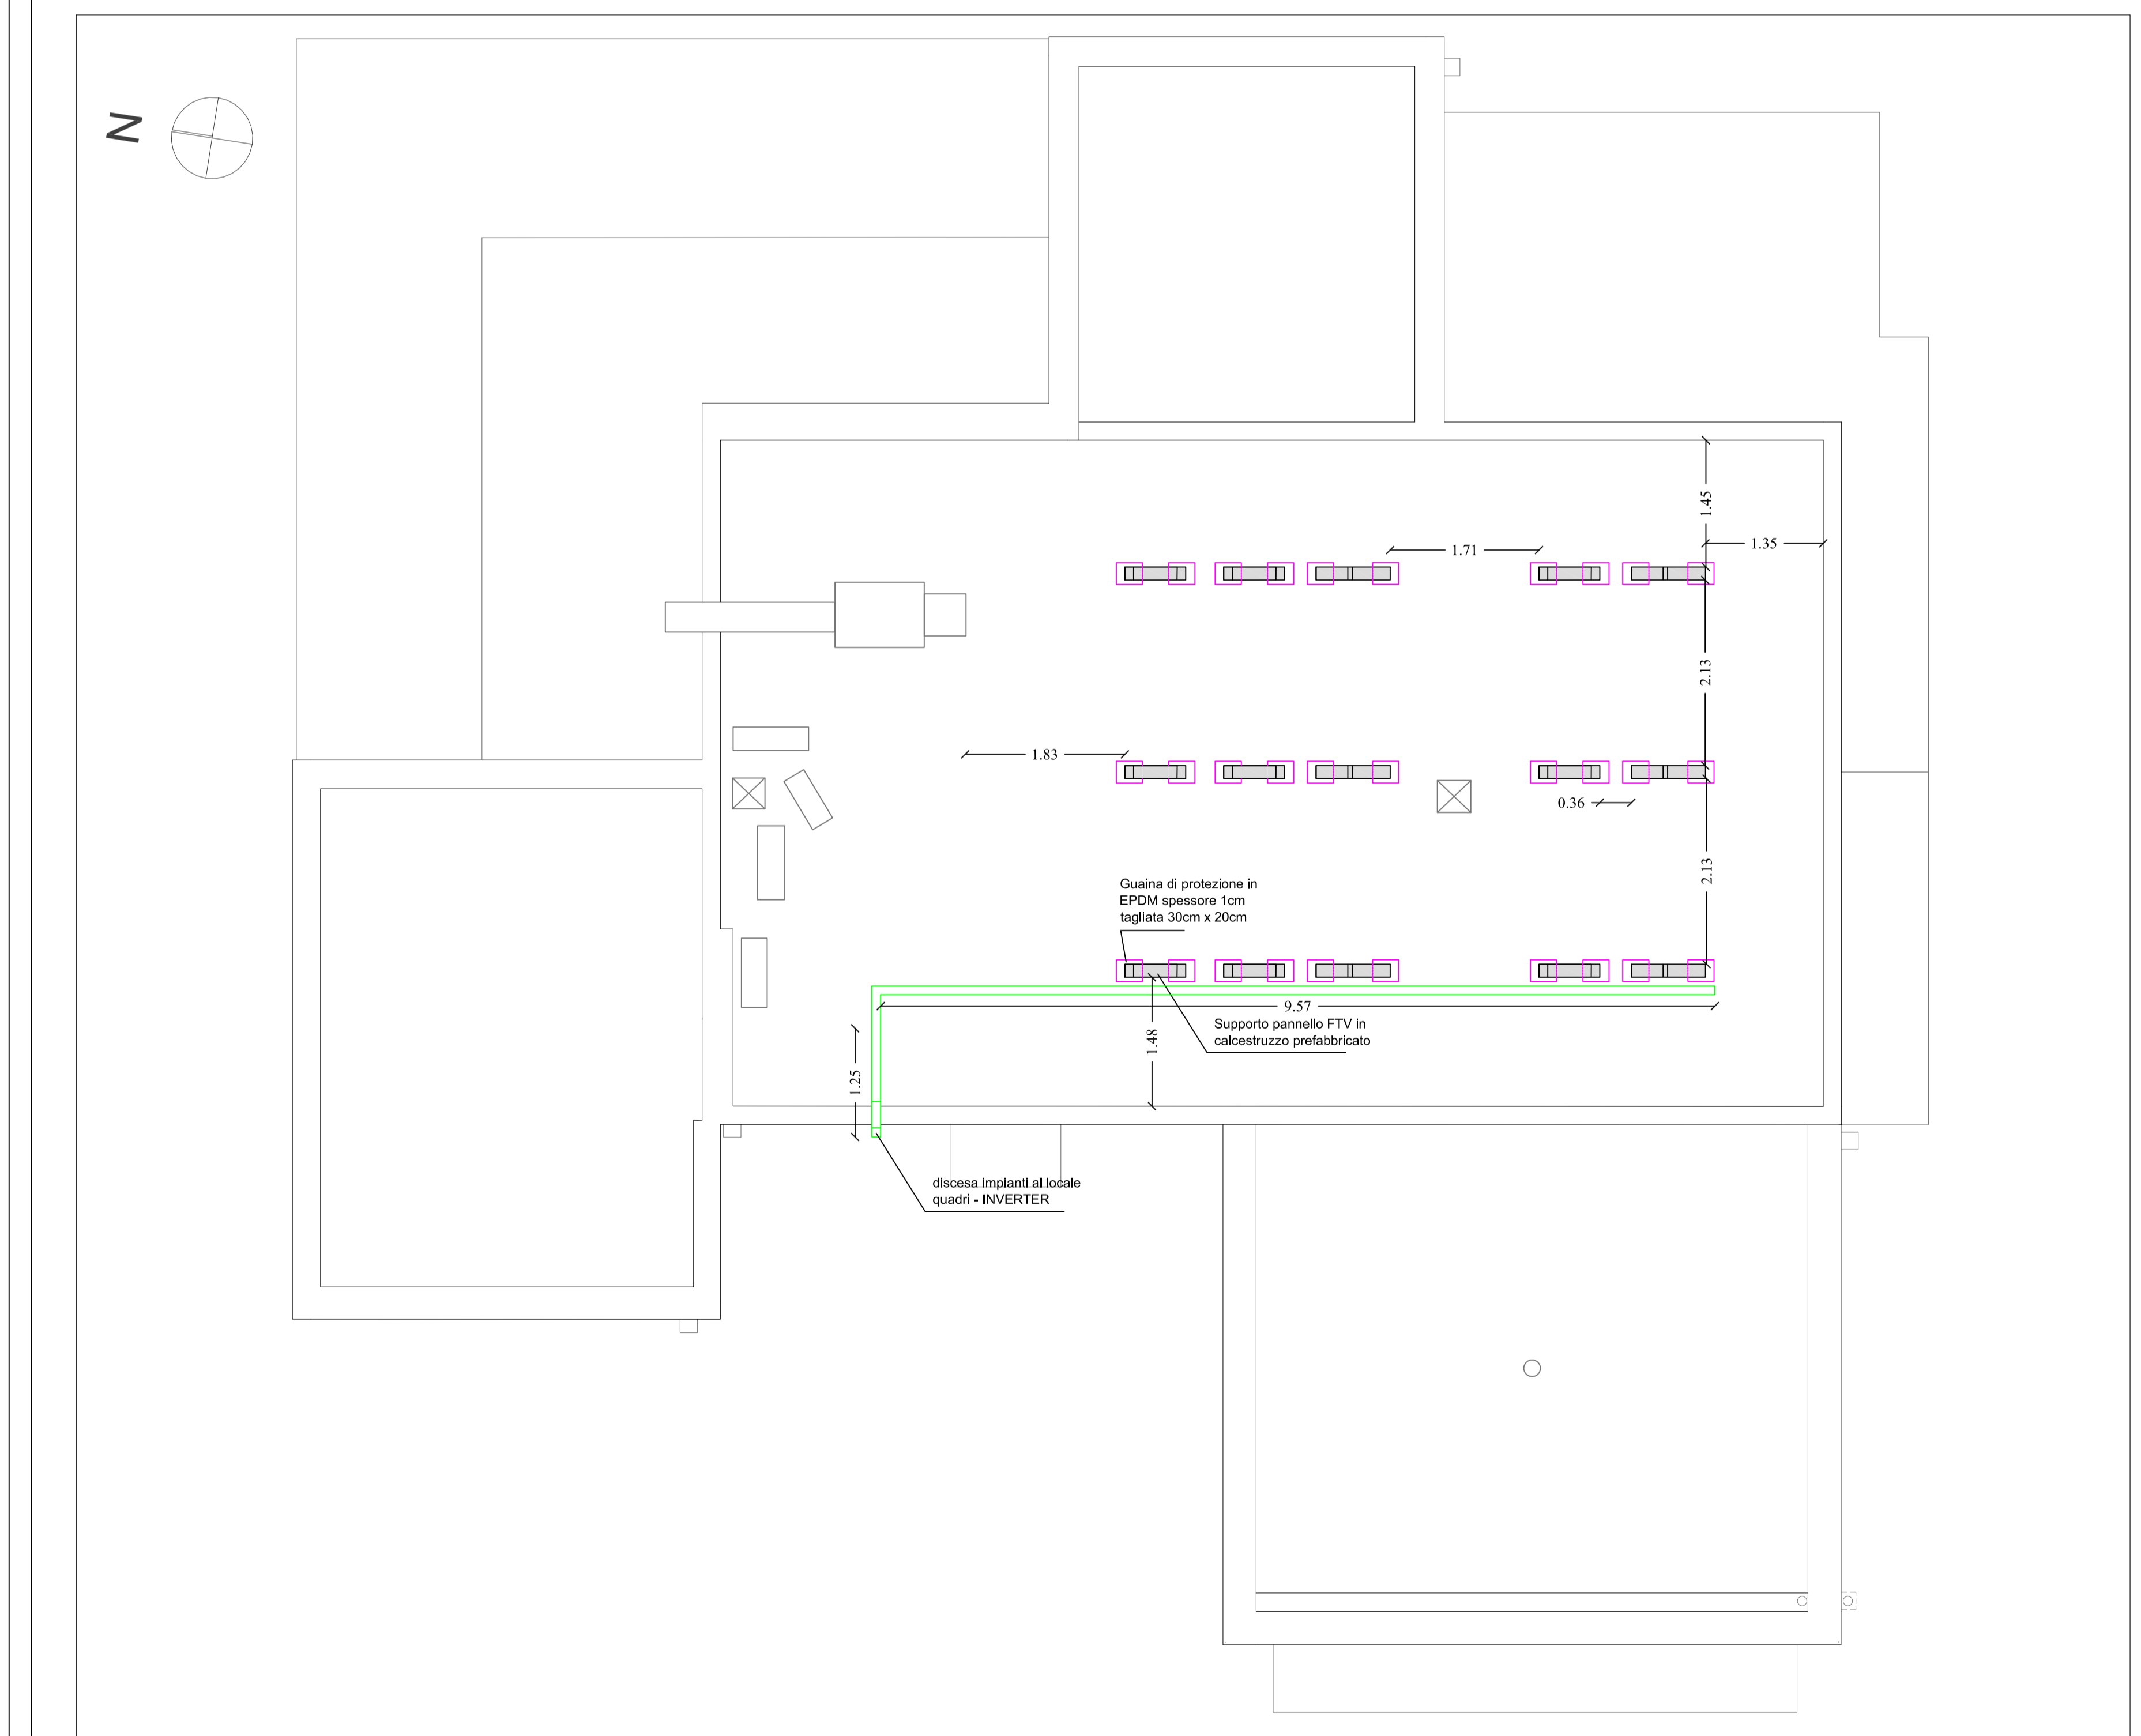 N
1.45
1.35
1.71
2.13
1.83
0.36
2.13
Guaina di protezione in
EPDM spessore 1cm
tagliata 30cm x 20cm
9.57
Supporto pannello FTV in
calcestruzzo prefabbricato
1.48
1.25
discesa impianti al locale
quadri - INVERTER